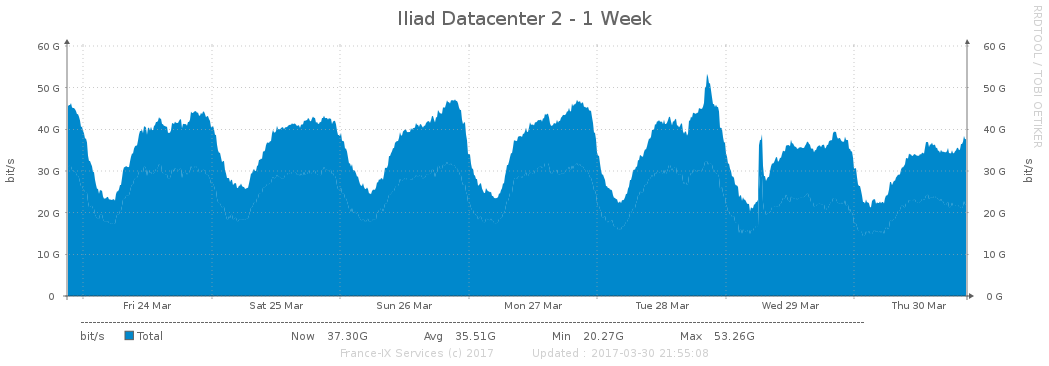 Iliad Datacenter 2 - 1 Week
RRDTOOL / TOBI OETIKER
60 G 60 G
50 G 50 G
40 G 40 G
30 G 30 G
20 G 20 G
10 G 10 G
0 0 G
bit/s
bit/s
Fri 24 Mar Sat 25 Mar Sun 26 Mar Mon 27 Mar Tue 28 Mar Wed 29 Mar Thu 30 Mar
bit/s Total Now 37.30G Avg 35.51G Min 20.27G Max 53.26G
France-IX Services (c) 2017 Updated : 2017-03-30 21:55:08